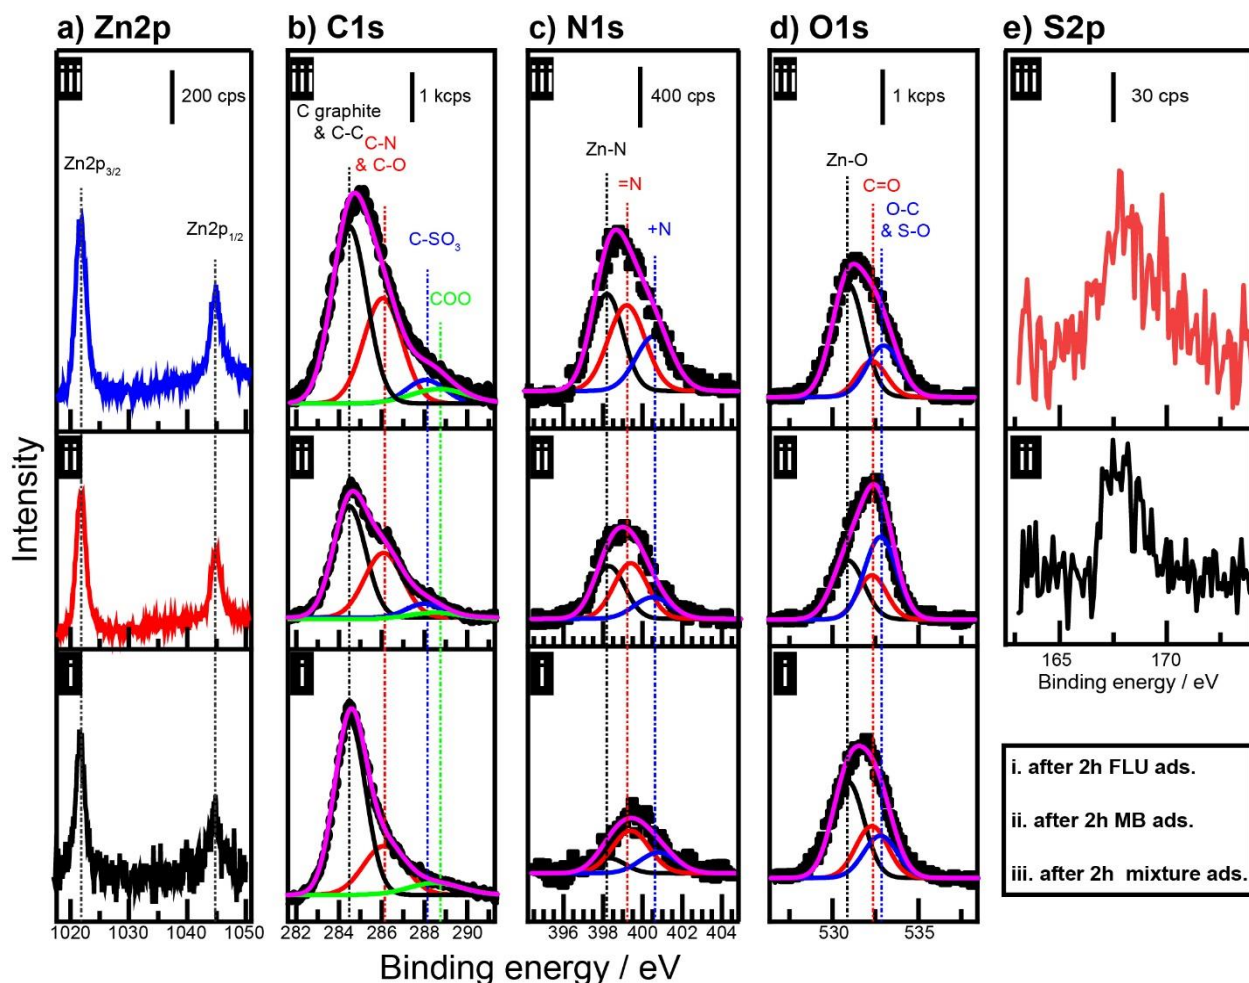 a) Zn2p
b) C1s
c) N1s
d) O1s
e) S2p
iii
200 cps
Zn2p3/2
Zn2p1/2
iii
1 kcps
C graphite
& C-C
C-N
& C-O
C-SO3
COO
iii
400 cps
Zn-N
=N
+N
iii
1 kcps
Zn-O
C=O
O-C
& S-O
iii
30 cps
ii
ii
ii
ii
ii
i
i
i
i
Intensity
165 170
Binding energy / eV
i. after 2h FLU ads.
ii. after 2h MB ads.
iii. after 2h mixture ads.
1020 1030 1040 1050
282 284 286 288 290
396 398 400 402 404
530 535
Binding energy / eV